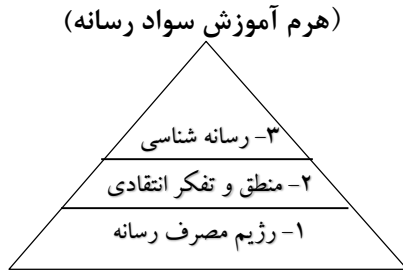 (هرم آموزش سواد رسانه)
۳- رسانه شناسی
۲- منطق و تفکر انتقادی
۱- رژیم مصرف رسانه